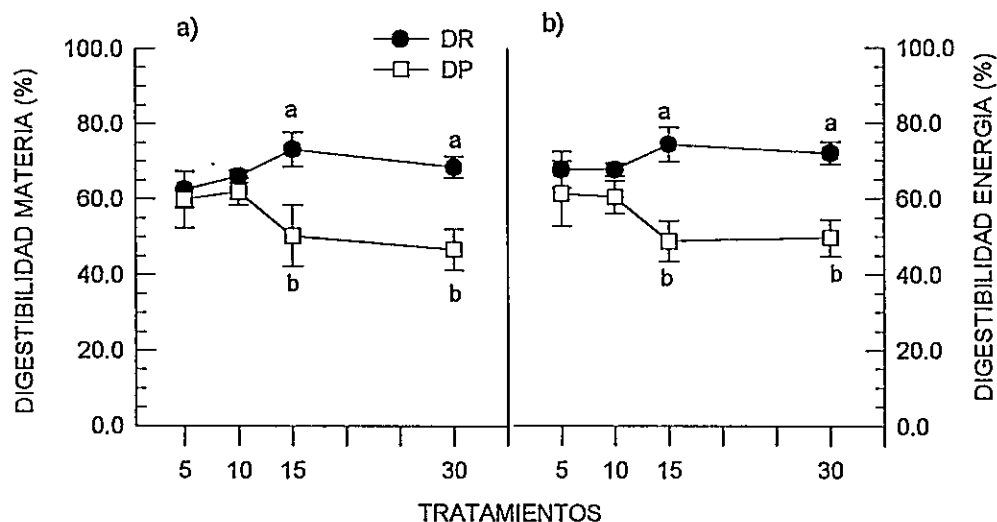 a)
b)
DR
DP
100.0
80.0
60.0
40.0
20.0
0.0
DIGESTIBILIDAD MATERIA (%)
a
a
b
b
a
a
b
b
100.0
80.0
60.0
40.0
20.0
0.0
DIGESTIBILIDAD ENERGIA (%)
5 10 15 30
5 10 15 30
TRATAMIENTOS